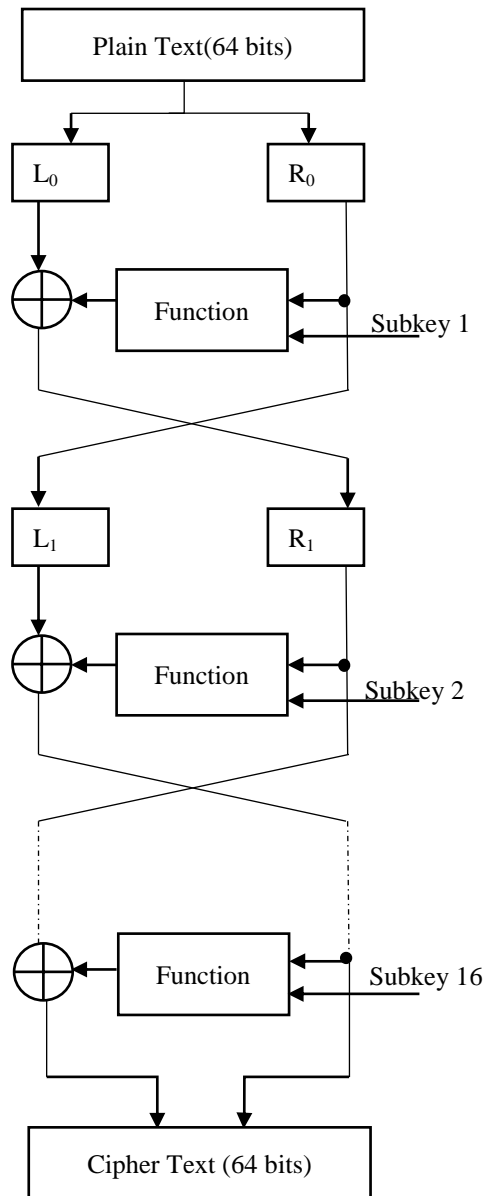 Plain Text(64 bits)
L₀
R₀
Function
Subkey 1
L₁
R₁
Function
Subkey 2
Function
Subkey 16
Cipher Text (64 bits)